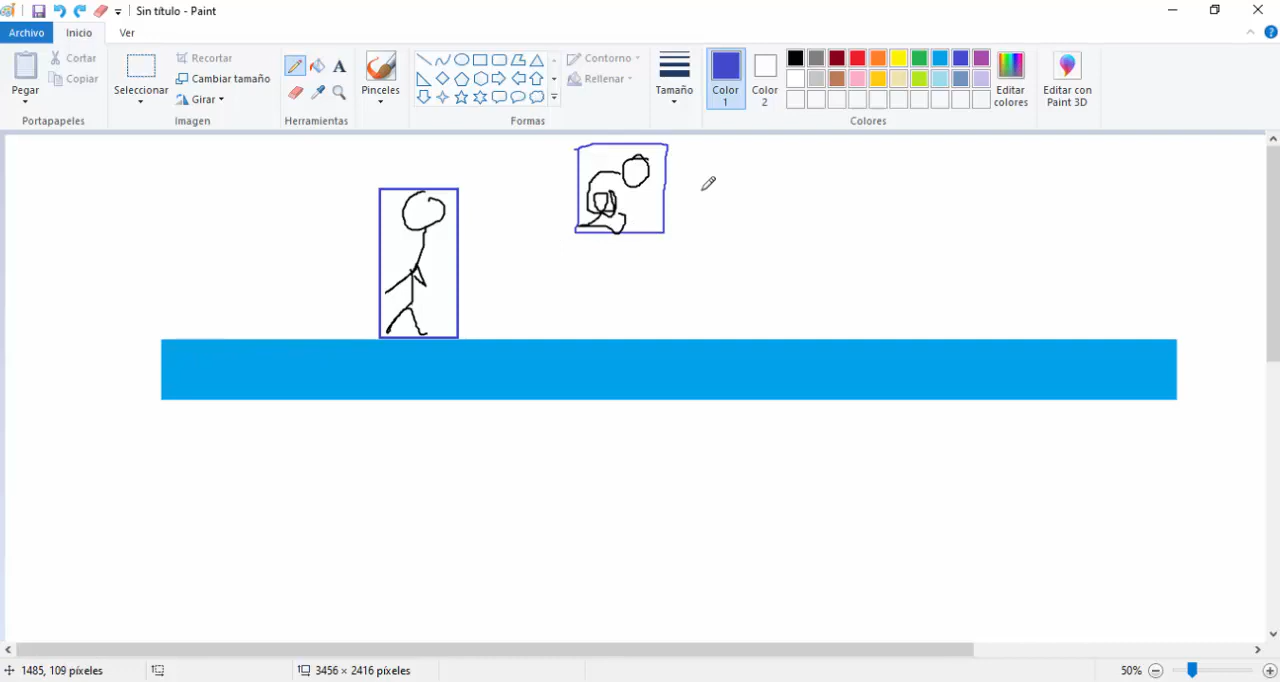 Sin título - Paint
Archivo Inicio Ver
Pegar
Cortar
Copiar
Portapapeles
Seleccionar
Recortar
Cambiar tamaño
Girar
Imagen
A
Herramientas
Pinceles
Contorno
Rellenar
Formas
Tamaño
Color
1
Color
2
Editar
colores
Editar con
Paint 3D
Colores
1485, 109 píxeles
3456 × 2416 píxeles
50%